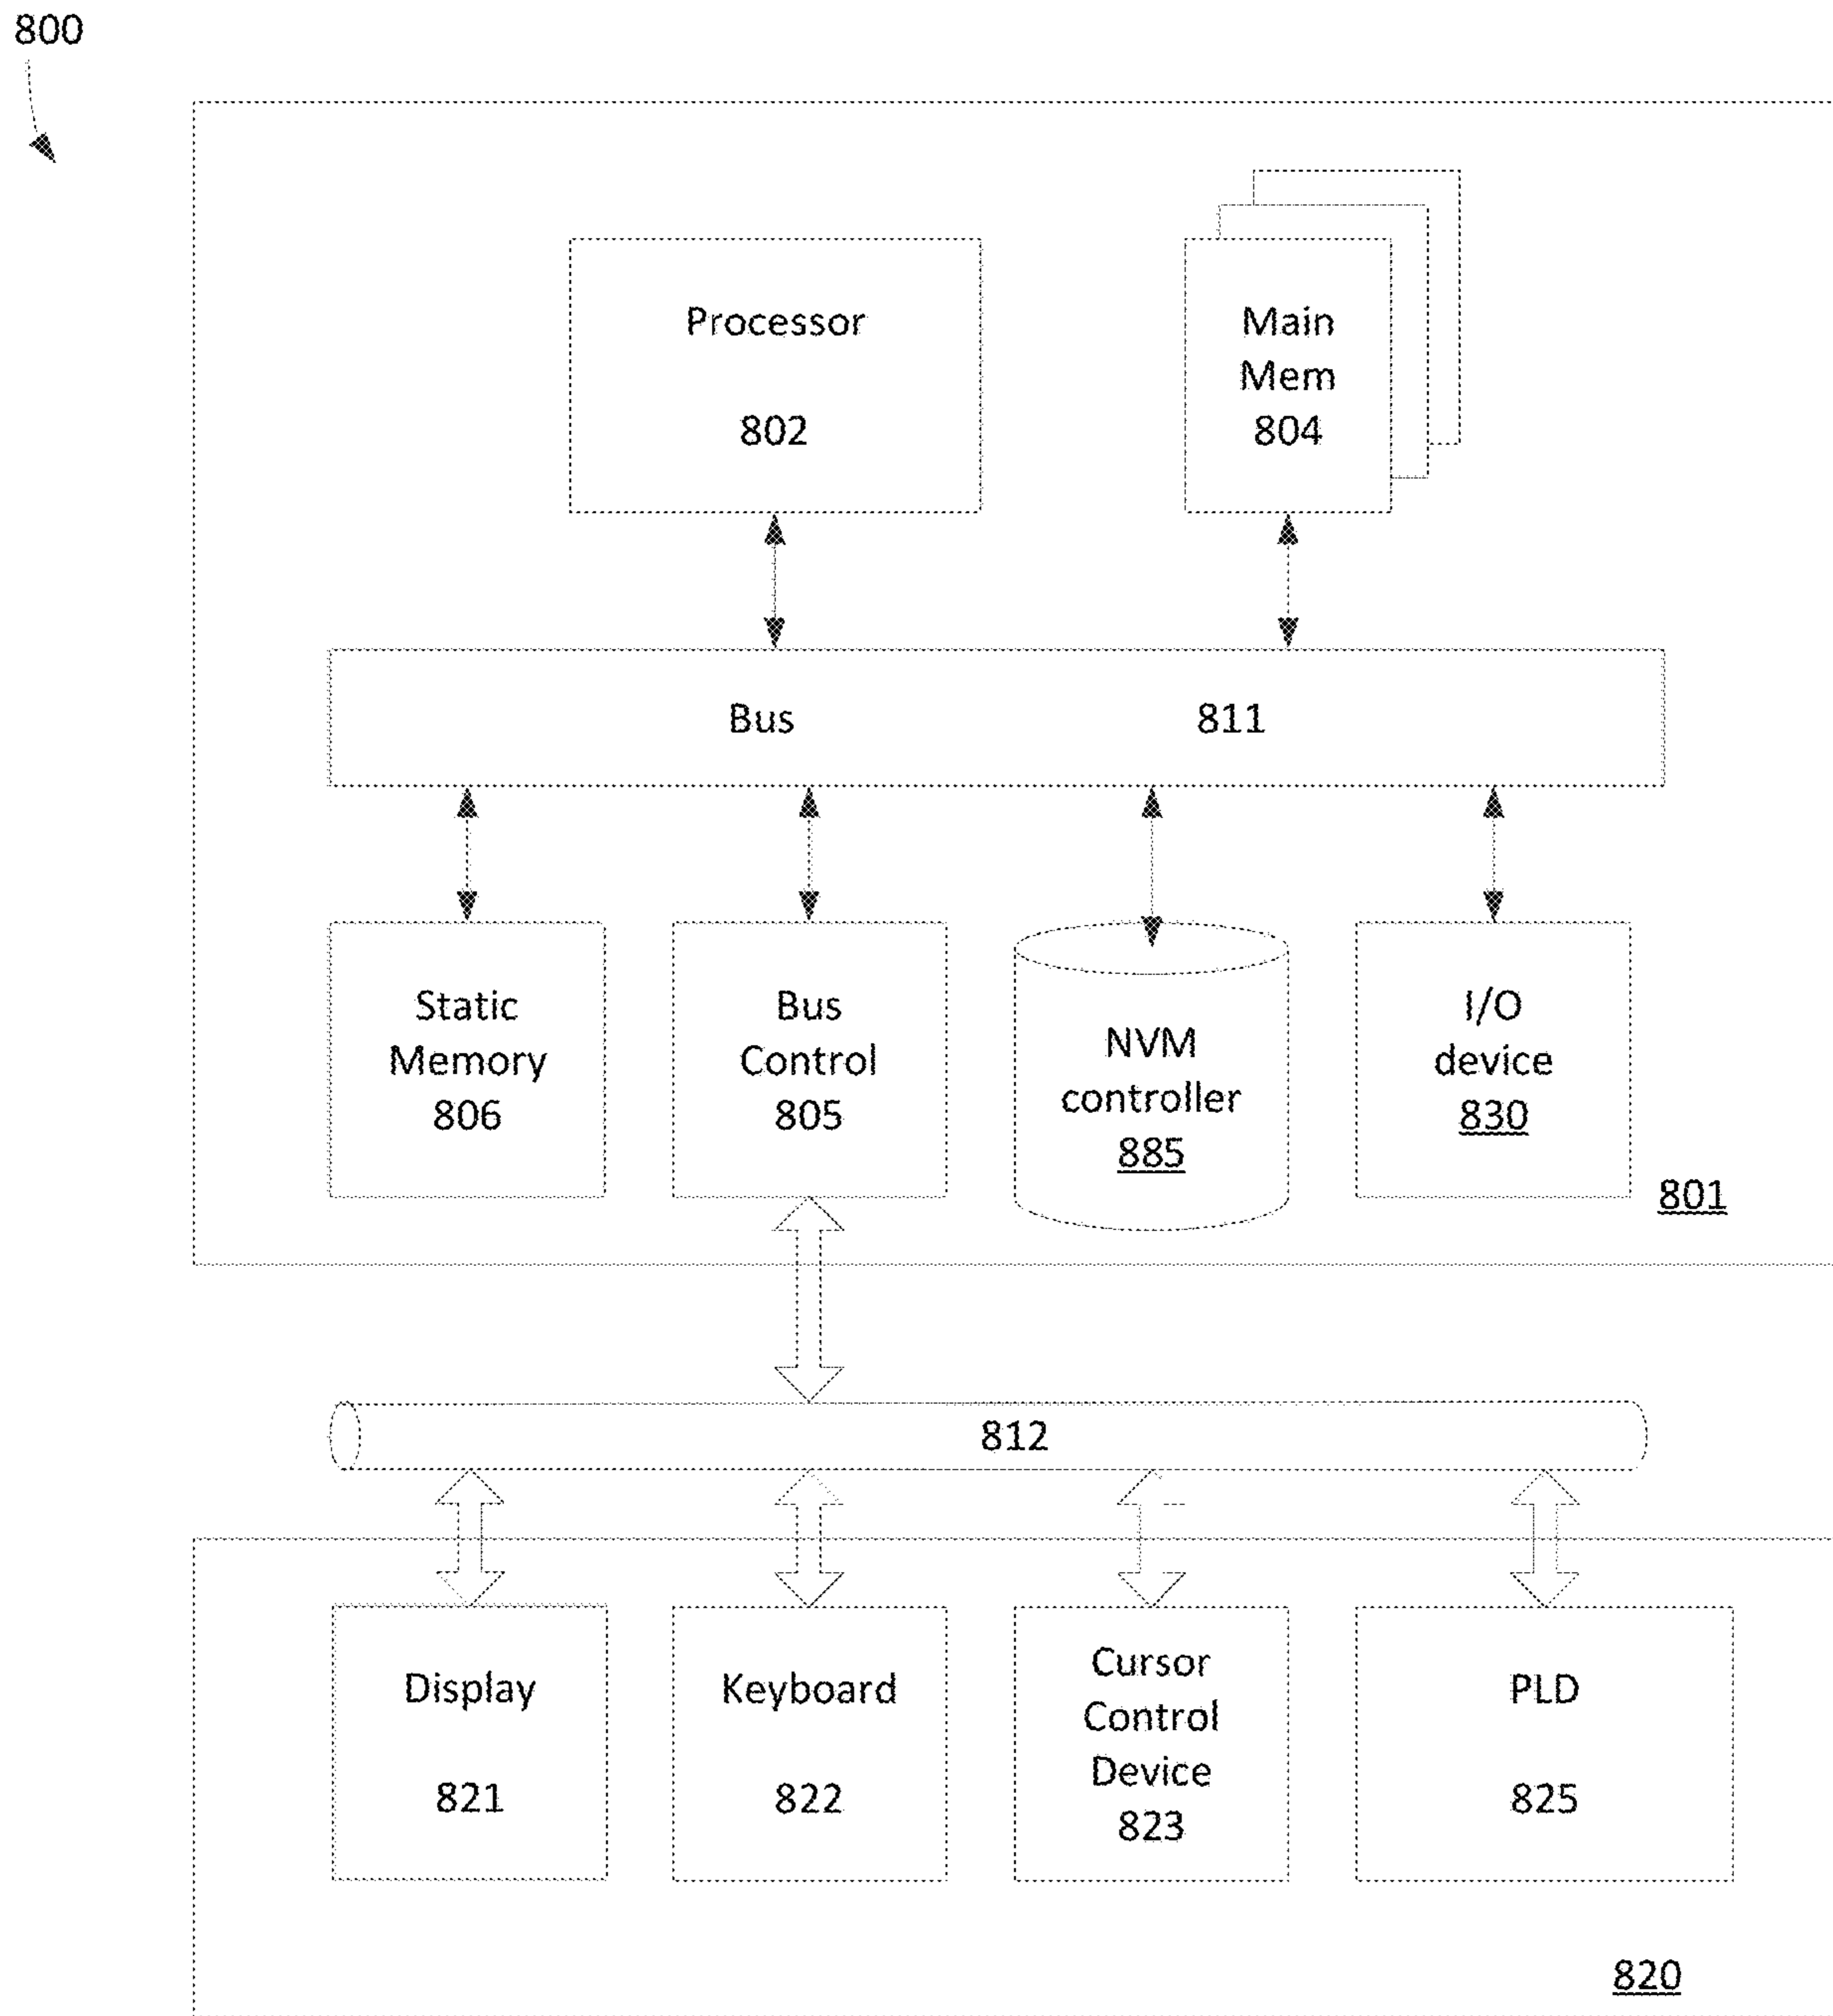 800
Processor
802
Main
Mem
804
Bus 811
Static
Memory
806
Bus
Control
805
NVM
controller
885
I/O
device
830
801
812
Display
821
Keyboard
822
Cursor
Control
Device
823
PLD
825
820